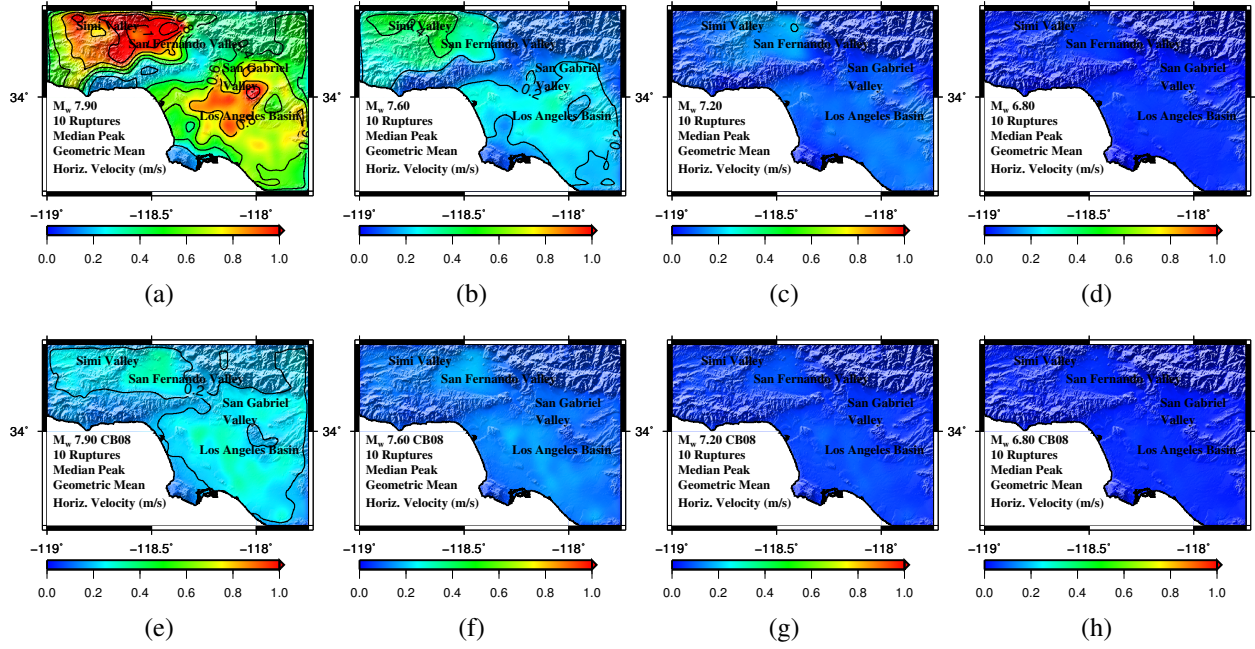 Simi Valley
San Fernando Valley
San Gabriel
Valley
Los Angeles Basin
34˚
M_w 7.90
10 Ruptures
Median Peak
Geometric Mean
Horiz. Velocity (m/s)
−119˚ −118.5˚ −118˚
0.0 0.2 0.4 0.6 0.8 1.0
(a)
Simi Valley
San Fernando Valley
San Gabriel
Valley
0.2
Los Angeles Basin
34˚
M_w 7.60
10 Ruptures
Median Peak
Geometric Mean
Horiz. Velocity (m/s)
−119˚ −118.5˚ −118˚
0.0 0.2 0.4 0.6 0.8 1.0
(b)
Simi Valley
San Fernando Valley
San Gabriel
Valley
Los Angeles Basin
34˚
M_w 7.20
10 Ruptures
Median Peak
Geometric Mean
Horiz. Velocity (m/s)
−119˚ −118.5˚ −118˚
0.0 0.2 0.4 0.6 0.8 1.0
(c)
Simi Valley
San Fernando Valley
San Gabriel
Valley
Los Angeles Basin
34˚
M_w 6.80
10 Ruptures
Median Peak
Geometric Mean
Horiz. Velocity (m/s)
−119˚ −118.5˚ −118˚
0.0 0.2 0.4 0.6 0.8 1.0
(d)
Simi Valley
San Fernando Valley
0.2
San Gabriel
Valley
Los Angeles Basin
34˚
M_w 7.90 CB08
10 Ruptures
Median Peak
Geometric Mean
Horiz. Velocity (m/s)
−119˚ −118.5˚ −118˚
0.0 0.2 0.4 0.6 0.8 1.0
(e)
Simi Valley
San Fernando Valley
San Gabriel
Valley
Los Angeles Basin
34˚
M_w 7.60 CB08
10 Ruptures
Median Peak
Geometric Mean
Horiz. Velocity (m/s)
−119˚ −118.5˚ −118˚
0.0 0.2 0.4 0.6 0.8 1.0
(f)
Simi Valley
San Fernando Valley
San Gabriel
Valley
Los Angeles Basin
34˚
M_w 7.20 CB08
10 Ruptures
Median Peak
Geometric Mean
Horiz. Velocity (m/s)
−119˚ −118.5˚ −118˚
0.0 0.2 0.4 0.6 0.8 1.0
(g)
Simi Valley
San Fernando Valley
San Gabriel
Valley
Los Angeles Basin
34˚
M_w 6.80 CB08
10 Ruptures
Median Peak
Geometric Mean
Horiz. Velocity (m/s)
−119˚ −118.5˚ −118˚
0.0 0.2 0.4 0.6 0.8 1.0
(h)